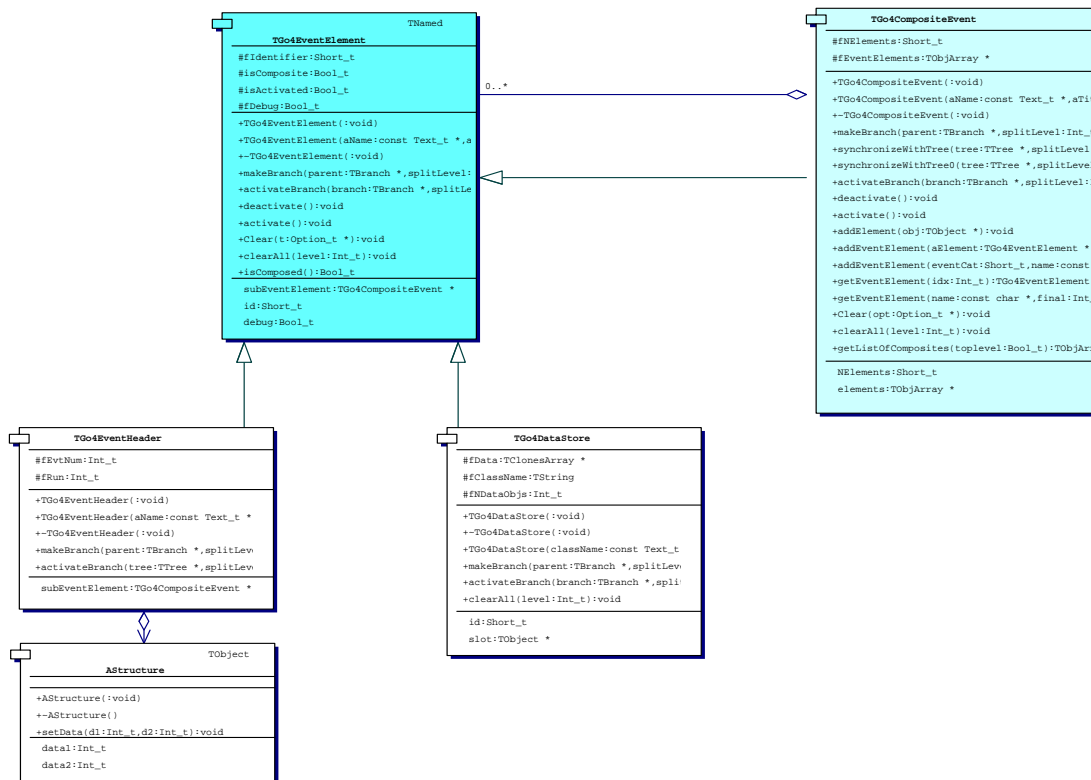 TNamed
TGo4EventElement
#fIdentifier:Short_t
#isComposite:Bool_t
#isActivated:Bool_t
#fDebug:Bool_t
+TGo4EventElement(:void)
+TGo4EventElement(aName:const Text_t *,a
+~TGo4EventElement(:void)
+makeBranch(parent:TBranch *,splitLevel:
+activateBranch(branch:TBranch *,splitLe
+deactivate():void
+activate():void
+Clear(t:Option_t *):void
+clearAll(level:Int_t):void
+isComposed():Bool_t
subEventElement:TGo4CompositeEvent *
id:Short_t
debug:Bool_t
0..*
TGo4CompositeEvent
#fNElements:Short_t
#fEventElements:TObjArray *
+TGo4CompositeEvent(:void)
+TGo4CompositeEvent(aName:const Text_t *,aTit
+~TGo4CompositeEvent(:void)
+makeBranch(parent:TBranch *,splitLevel:Int_t
+synchronizeWithTree(tree:TTree *,splitLevel:
+synchronizeWithTree0(tree:TTree *,splitLevel
+activateBranch(branch:TBranch *,splitLevel:I
+deactivate():void
+activate():void
+addElement(obj:TObject *):void
+addEventElement(aElement:TGo4EventElement *
+addEventElement(eventCat:Short_t,name:const
+getEventElement(idx:Int_t):TGo4EventElement
+getEventElement(name:const char *,final:Int_
+Clear(opt:Option_t *):void
+clearAll(level:Int_t):void
+getListOfComposites(toplevel:Bool_t):TObjArr
NElements:Short_t
elements:TObjArray *
TGo4EventHeader
#fEvtNum:Int_t
#fRun:Int_t
+TGo4EventHeader(:void)
+TGo4EventHeader(aName:const Text_t *
+~TGo4EventHeader(:void)
+makeBranch(parent:TBranch *,splitLev
+activateBranch(tree:TTree *,splitLev
subEventElement:TGo4CompositeEvent *
TGo4DataStore
#fData:TClonesArray *
#fClassName:TString
#fNDataObjs:Int_t
+TGo4DataStore(:void)
+~TGo4DataStore(:void)
+TGo4DataStore(className:const Text_t
+makeBranch(parent:TBranch *,splitLev
+activateBranch(branch:TBranch *,spli
+clearAll(level:Int_t):void
id:Short_t
slot:TObject *
TObject
AStructure
+AStructure(:void)
+~AStructure()
+setData(d1:Int_t,d2:Int_t):void
data1:Int_t
data2:Int_t